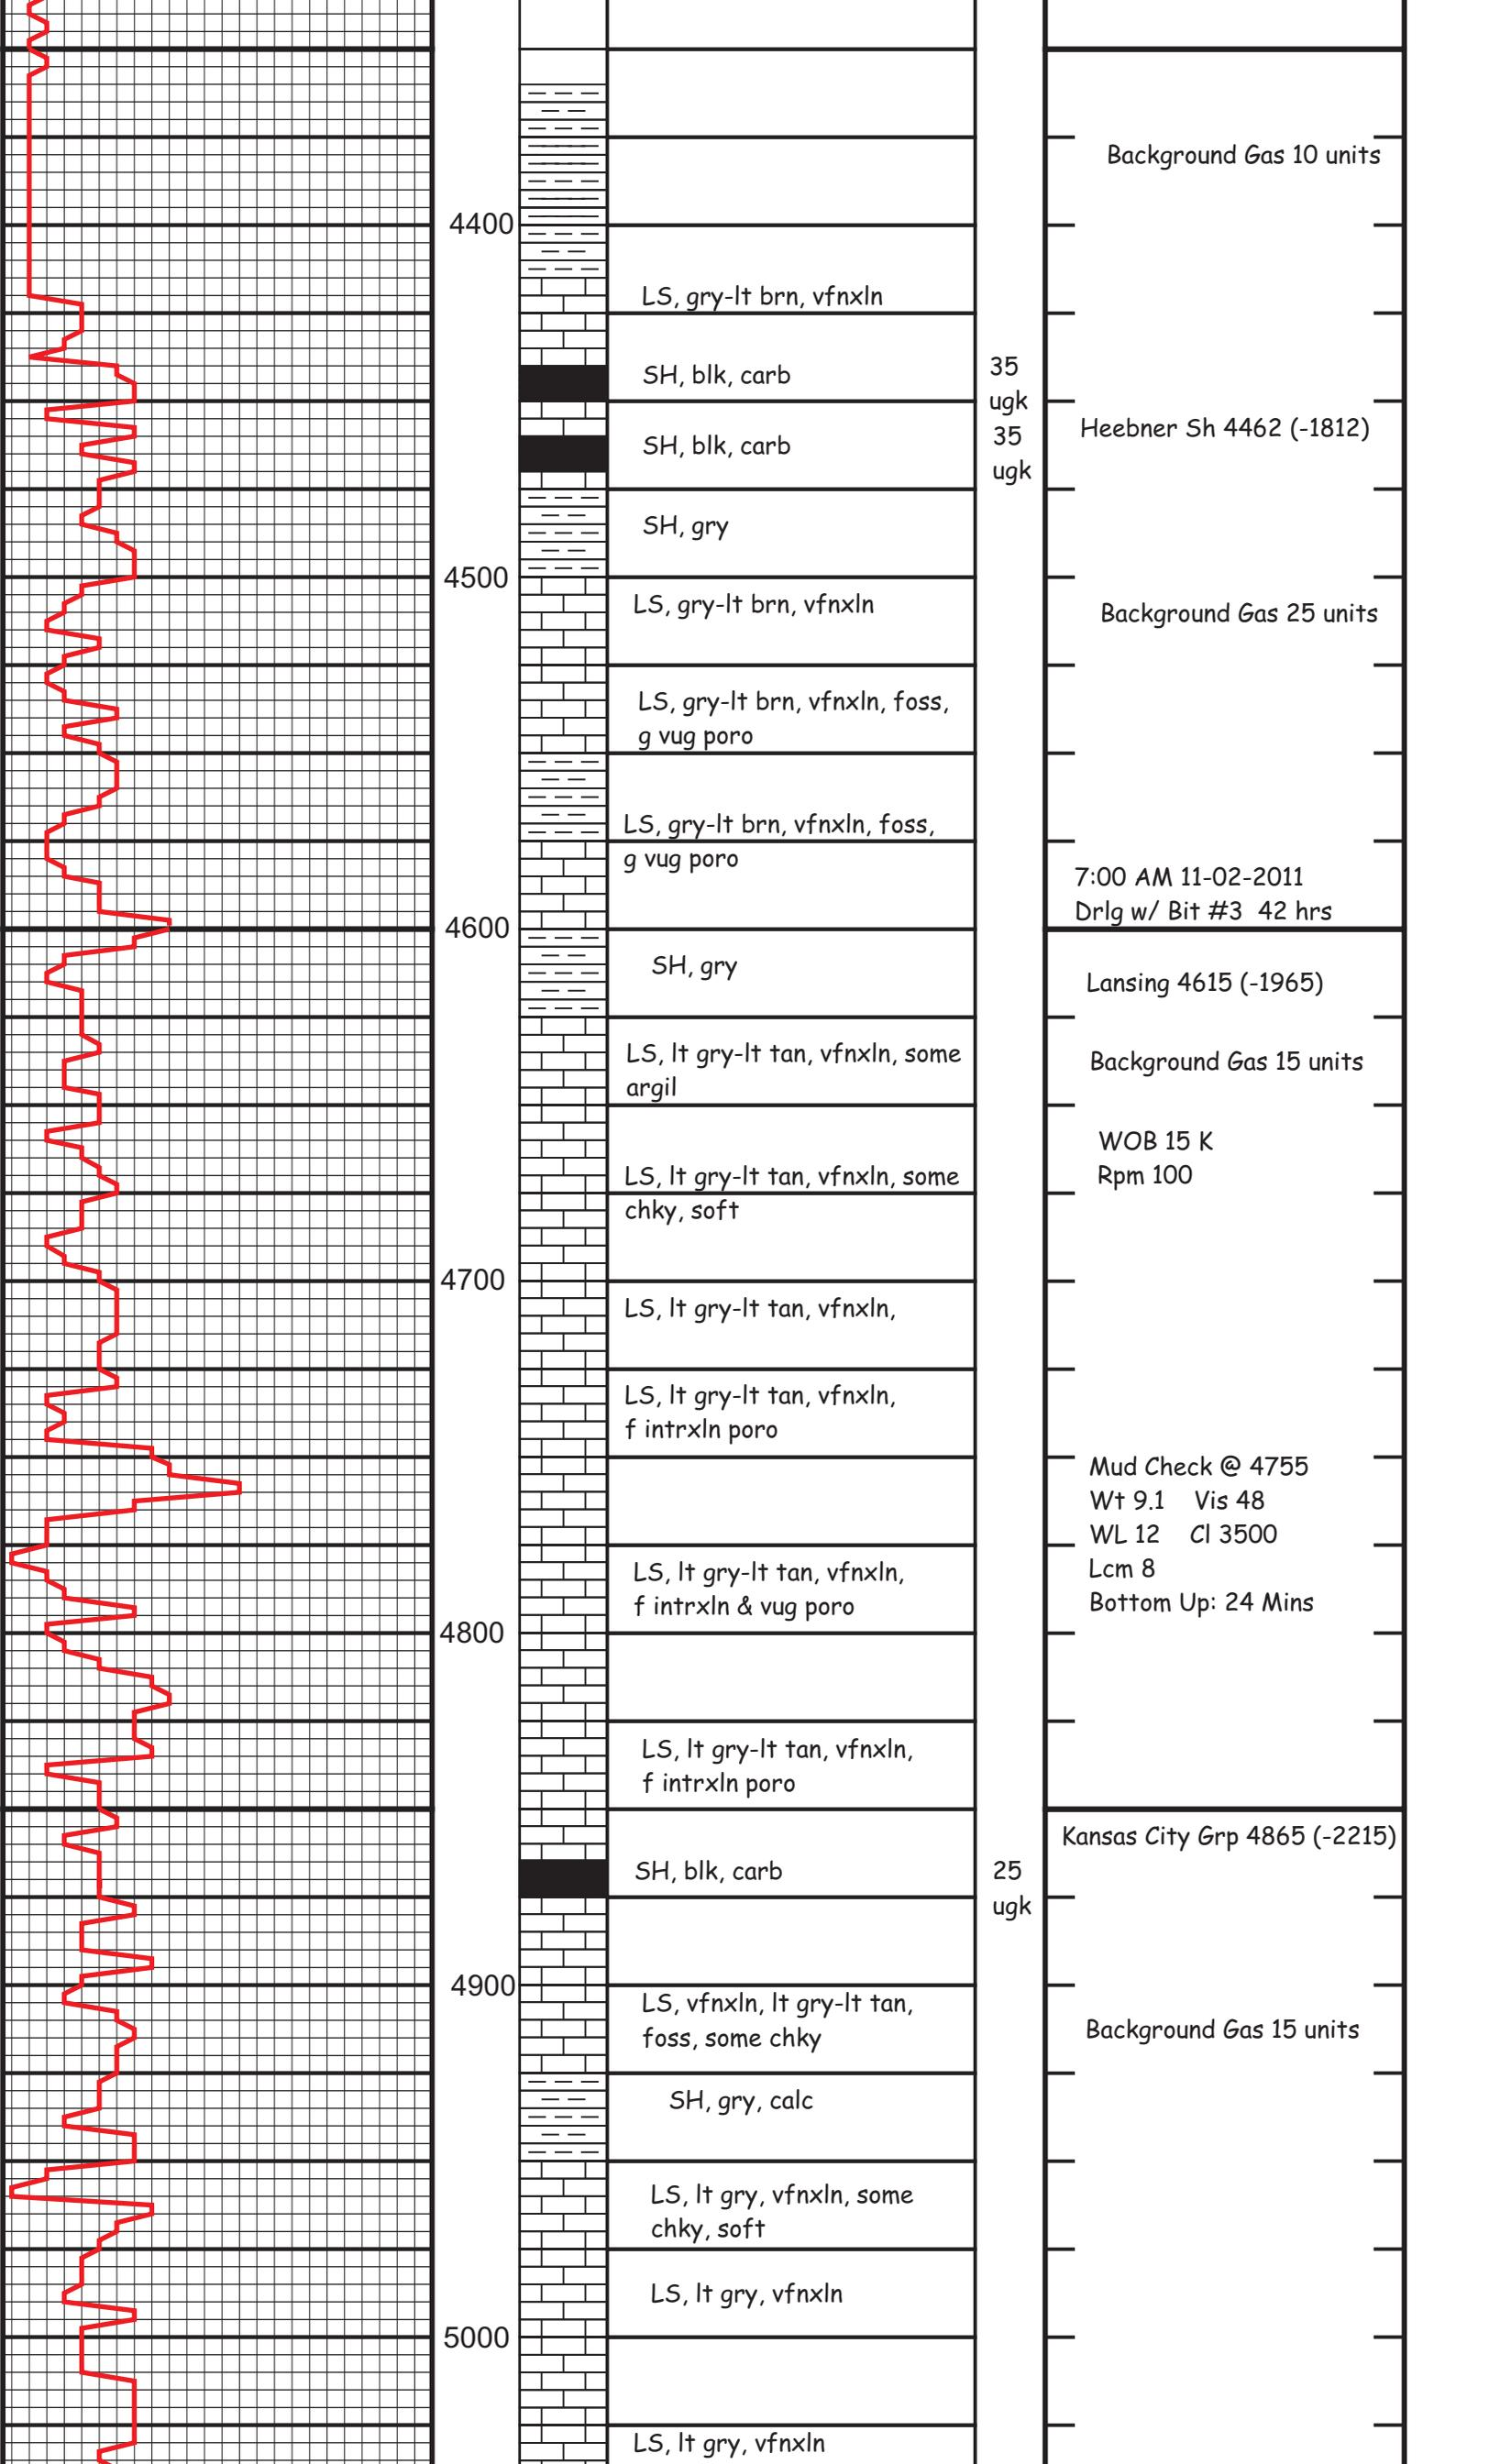 Background Gas 10 units
4400
LS, gry-lt brn, vfnxln
SH, blk, carb
35
ugk
Heebner Sh 4462 (-1812)
SH, blk, carb
35
ugk
SH, gry
4500
LS, gry-lt brn, vfnxln
Background Gas 25 units
LS, gry-lt brn, vfnxln, foss,
g vug poro
LS, gry-lt brn, vfnxln, foss,
g vug poro
7:00 AM 11-02-2011
Drlg w/ Bit #3 42 hrs
4600
SH, gry
Lansing 4615 (-1965)
LS, lt gry-lt tan, vfnxln, some
argil
Background Gas 15 units
WOB 15 K
Rpm 100
LS, lt gry-lt tan, vfnxln, some
chky, soft
4700
LS, lt gry-lt tan, vfnxln,
LS, lt gry-lt tan, vfnxln,
f intrxln poro
Mud Check @ 4755
Wt 9.1 Vis 48
WL 12 Cl 3500
Lcm 8
Bottom Up: 24 Mins
LS, lt gry-lt tan, vfnxln,
f intrxln & vug poro
4800
LS, lt gry-lt tan, vfnxln,
f intrxln poro
Kansas City Grp 4865 (-2215)
SH, blk, carb
25
ugk
4900
LS, vfnxln, lt gry-lt tan,
foss, some chky
Background Gas 15 units
SH, gry, calc
LS, lt gry, vfnxln, some
chky, soft
LS, lt gry, vfnxln
5000
LS, lt gry, vfnxln